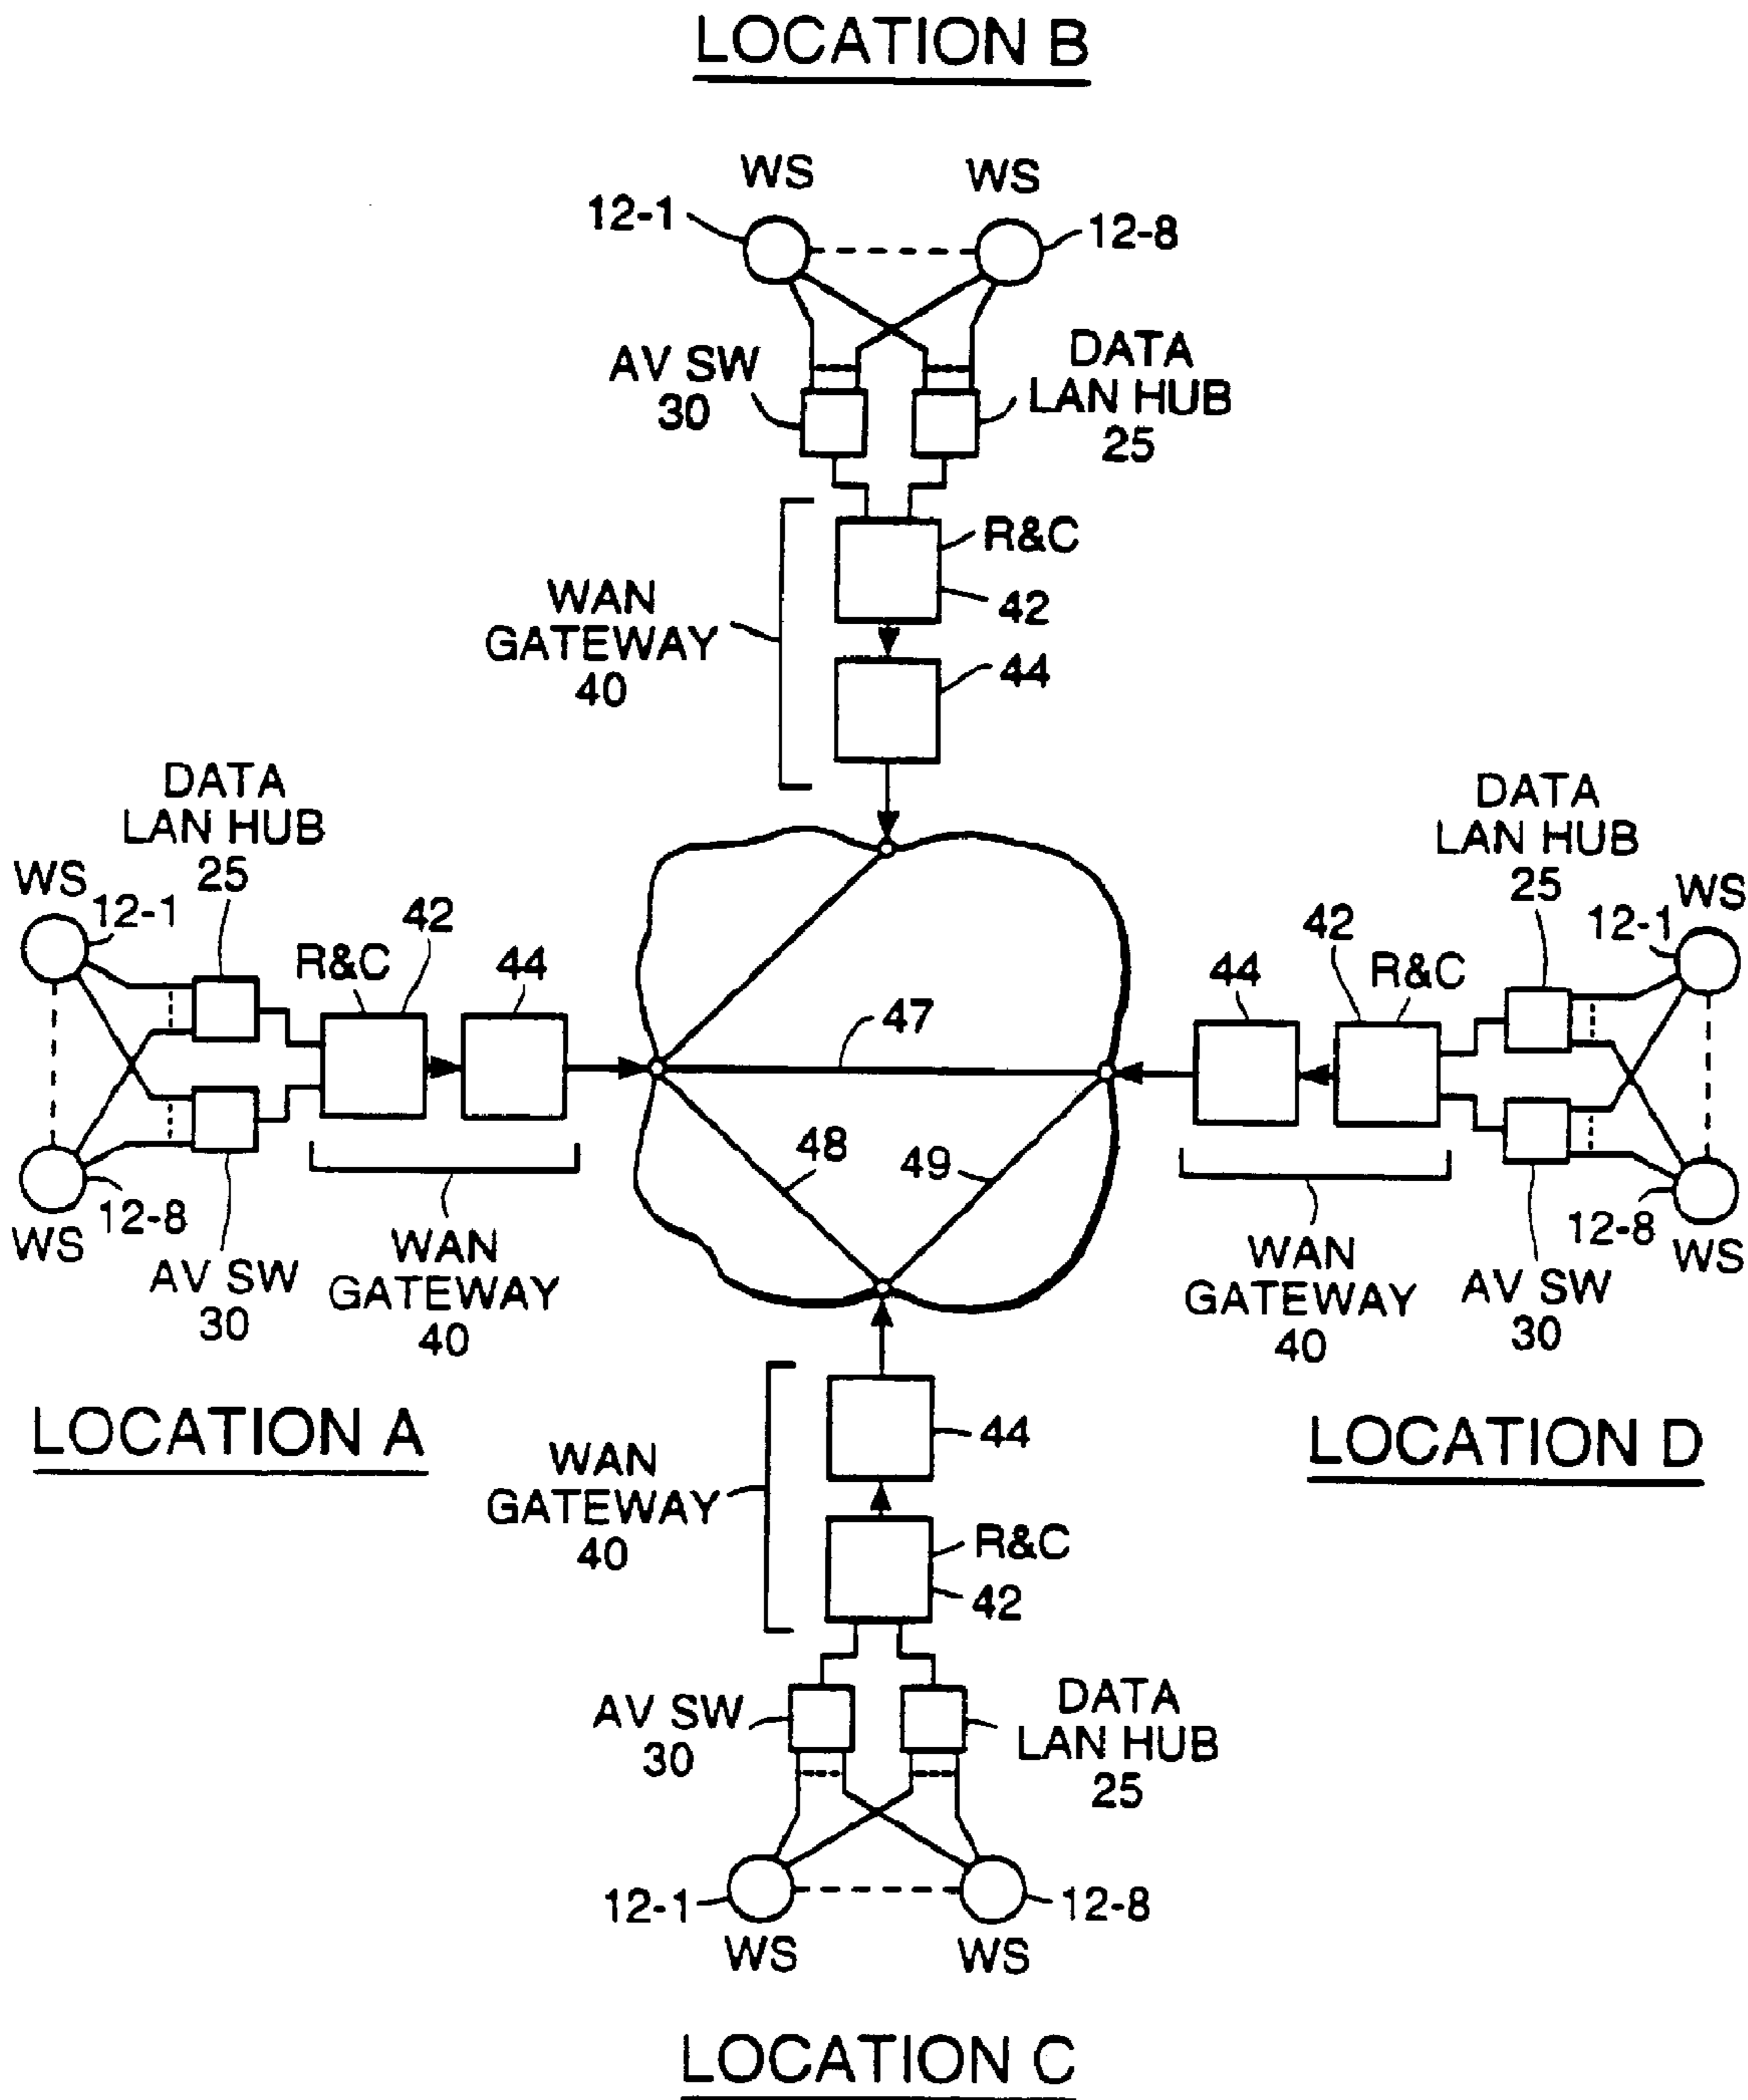 LOCATION B
WS
WS
12-1
12-8
AV SW
30
DATA
LAN HUB
25
R&C
42
WAN
GATEWAY
40
44
DATA
LAN HUB
25
WS
12-1
42
R&C
44
12-8
WS
AV SW
30
WAN
GATEWAY
40
LOCATION A
47
48
49
DATA
LAN HUB
25
WS
12-1
42
R&C
44
12-8
WS
AV SW
30
WAN
GATEWAY
40
LOCATION D
44
WAN
GATEWAY
40
R&C
42
AV SW
30
DATA
LAN HUB
25
12-1
12-8
WS
WS
LOCATION C